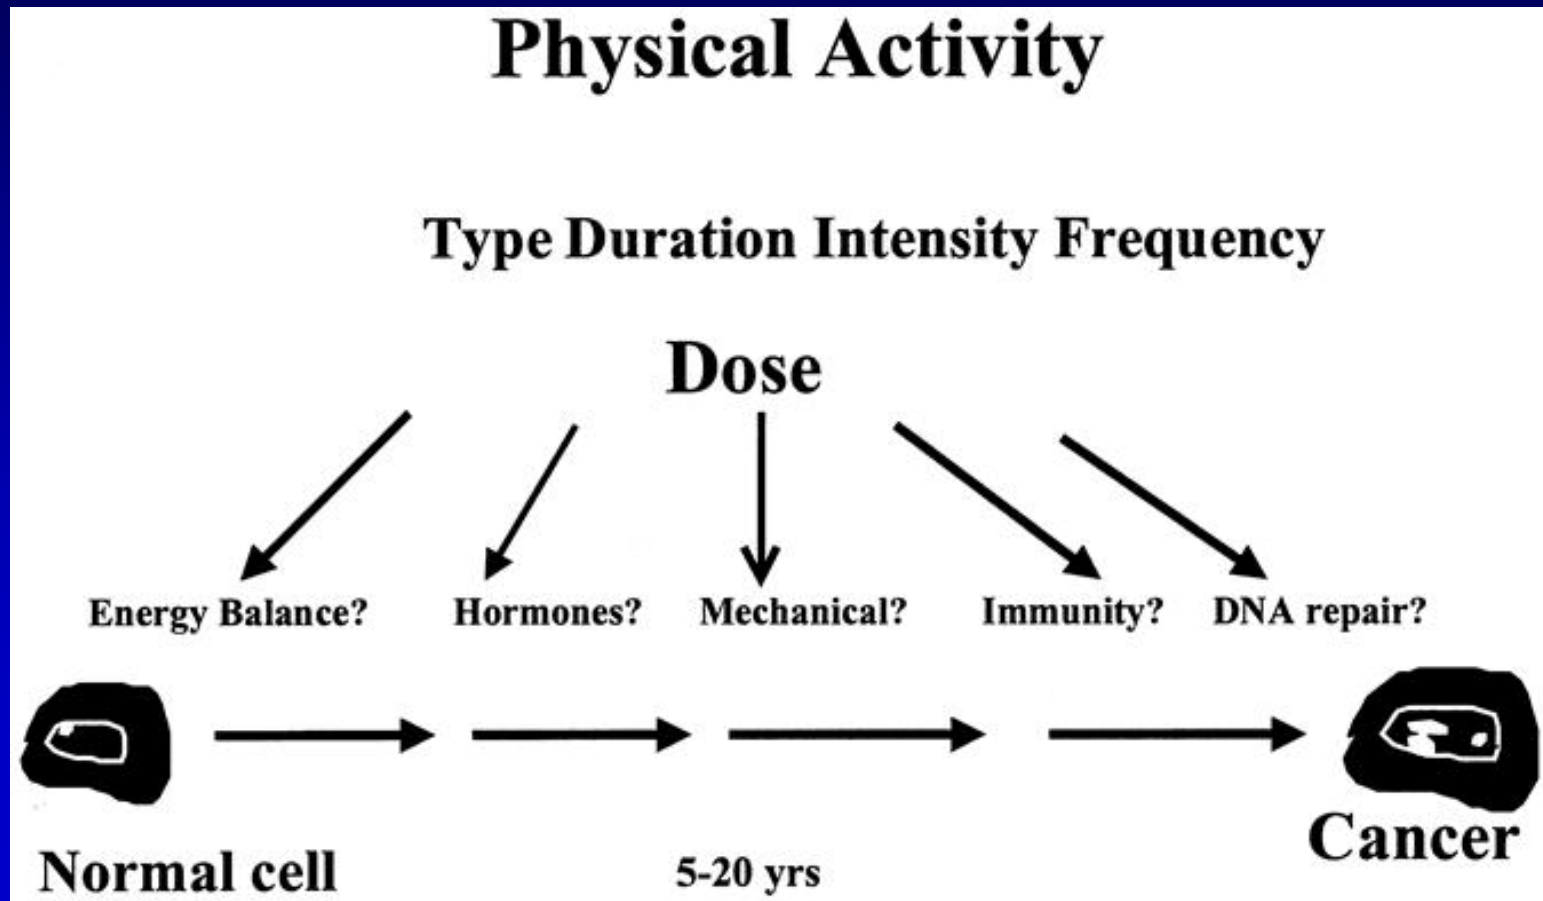 Physical Activity
Type Duration Intensity Frequency
Dose
Energy Balance? Hormones? Mechanical? Immunity? DNA repair?
Normal cell 5-20 yrs Cancer